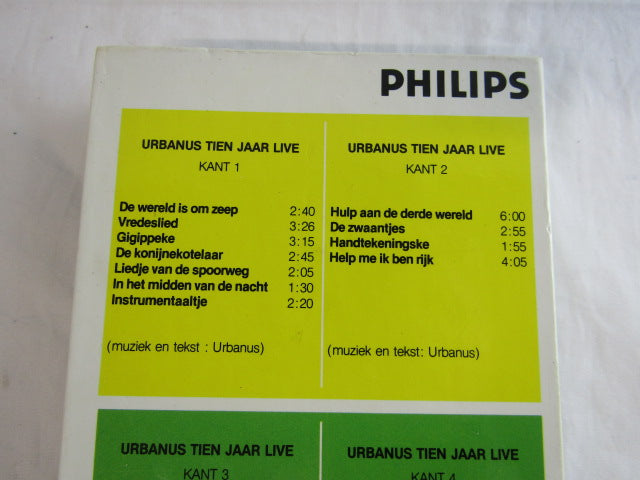 PHILIPS
URBANUS TIEN JAAR LIVE
KANT 1
De wereld is om zeep 2:40
Vredeslied 3:26
Gigippeke 3:15
De konijnekotelaar 2:45
Liedje van de spoorweg 2:05
In het midden van de nacht 1:30
Instrumentaaltje 2:20
(muziek en tekst : Urbanus)
URBANUS TIEN JAAR LIVE
KANT 2
Hulp aan de derde wereld 6:00
De zwaantjes 2:55
Handtekeningske 1:55
Help me ik ben rijk 4:05
(muziek en tekst: Urbanus)
URBANUS TIEN JAAR LIVE
KANT 3
URBANUS TIEN JAAR LIVE
KANT 4